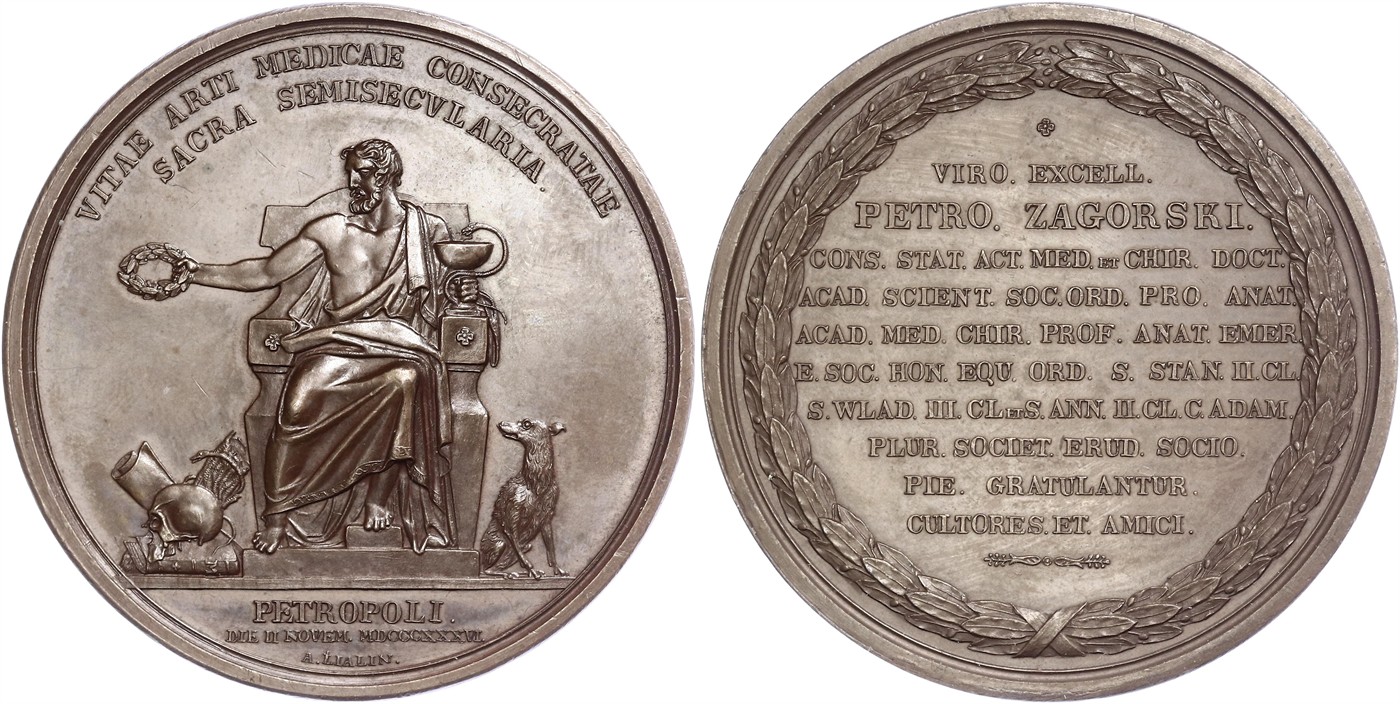 VITAE ARTI MEDICAE CONSECRATAE
SACRA SEMISECVLARIA.
PETROPOLI.
DIE II NOVEM. MDCCCXXXVI
A. LIALIN.
VIRO. EXCELL.
PETRO. ZAGORSKI.
CONS. STAT. ACT. MED. ET CHIR. DOCT.
ACAD. SCIENT. SOC. ORD. PRO. ANAT.
ACAD. MED. CHIR. PROF. ANAT. EMER.
E. SOC. HON. EQU. ORD. S. STAN. II. CL.
S. WLAD. III. CL. ET S. ANN. II. CL. C. ADAM.
PLUR. SOCIET. ERUD. SOCIO.
PIE. GRATULANTUR.
CULTORES. ET. AMICI.